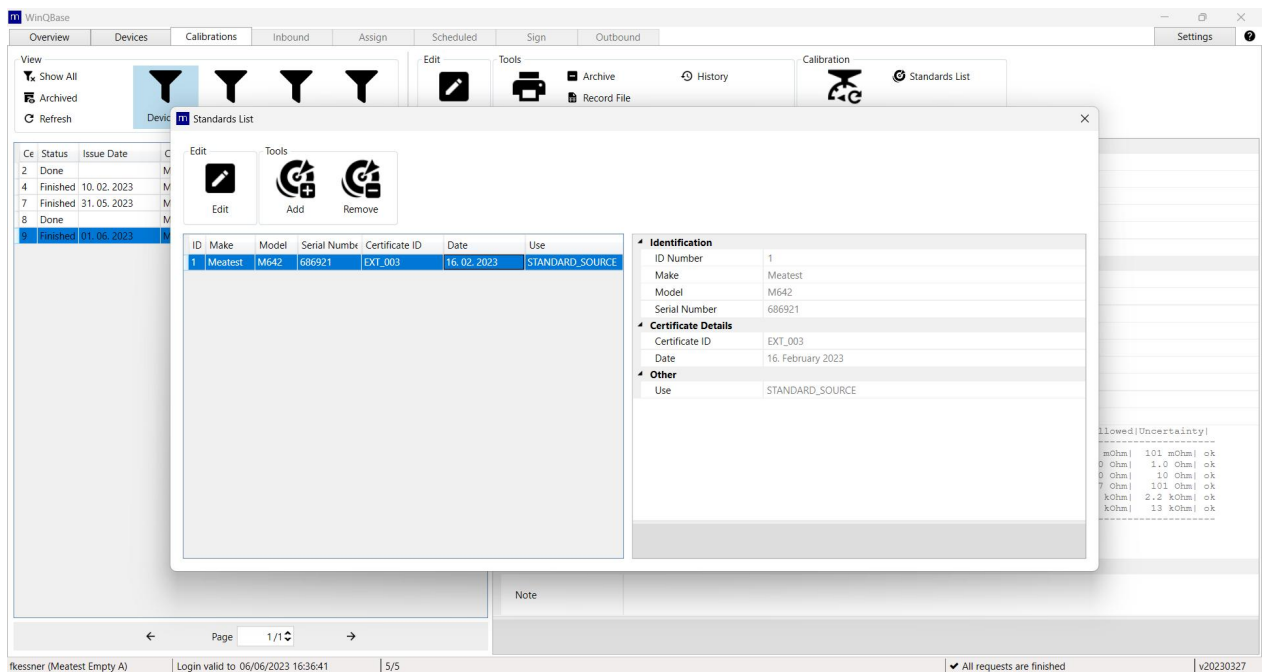 m WinQBase
Overview Devices Calibrations Inbound Assign Scheduled Sign Outbound Settings ?
View Edit Tools Calibration
Show All Archive History Standards List
Archived Record File
Refresh
m Standards List
Ce Status Issue Date
2 Done M
4 Finished 10. 02. 2023 M
7 Finished 31. 05. 2023 M
8 Done M
9 Finished 01. 06. 2023
Edit Tools
Edit Add Remove
ID Make Model Serial Numbe Certificate ID Date Use
1 Meatest M642 686921 EXT_003 16. 02. 2023 STANDARD_SOURCE
Identification
ID Number 1
Make Meatest
Model M642
Serial Number 686921
Certificate Details
Certificate ID EXT_003
Date 16. February 2023
Other
Use STANDARD_SOURCE
llowed|Uncertainty|
mOhm| 101 mOhm| ok
0 Ohm| 1.0 Ohm| ok
0 Ohm| 10 Ohm| ok
7 Ohm| 101 Ohm| ok
kOhm| 2.2 kOhm| ok
kOhm| 13 kOhm| ok
Note
Page 1/1
fkessner (Meatest Empty A) Login valid to 06/06/2023 16:36:41 5/5 All requests are finished v20230327